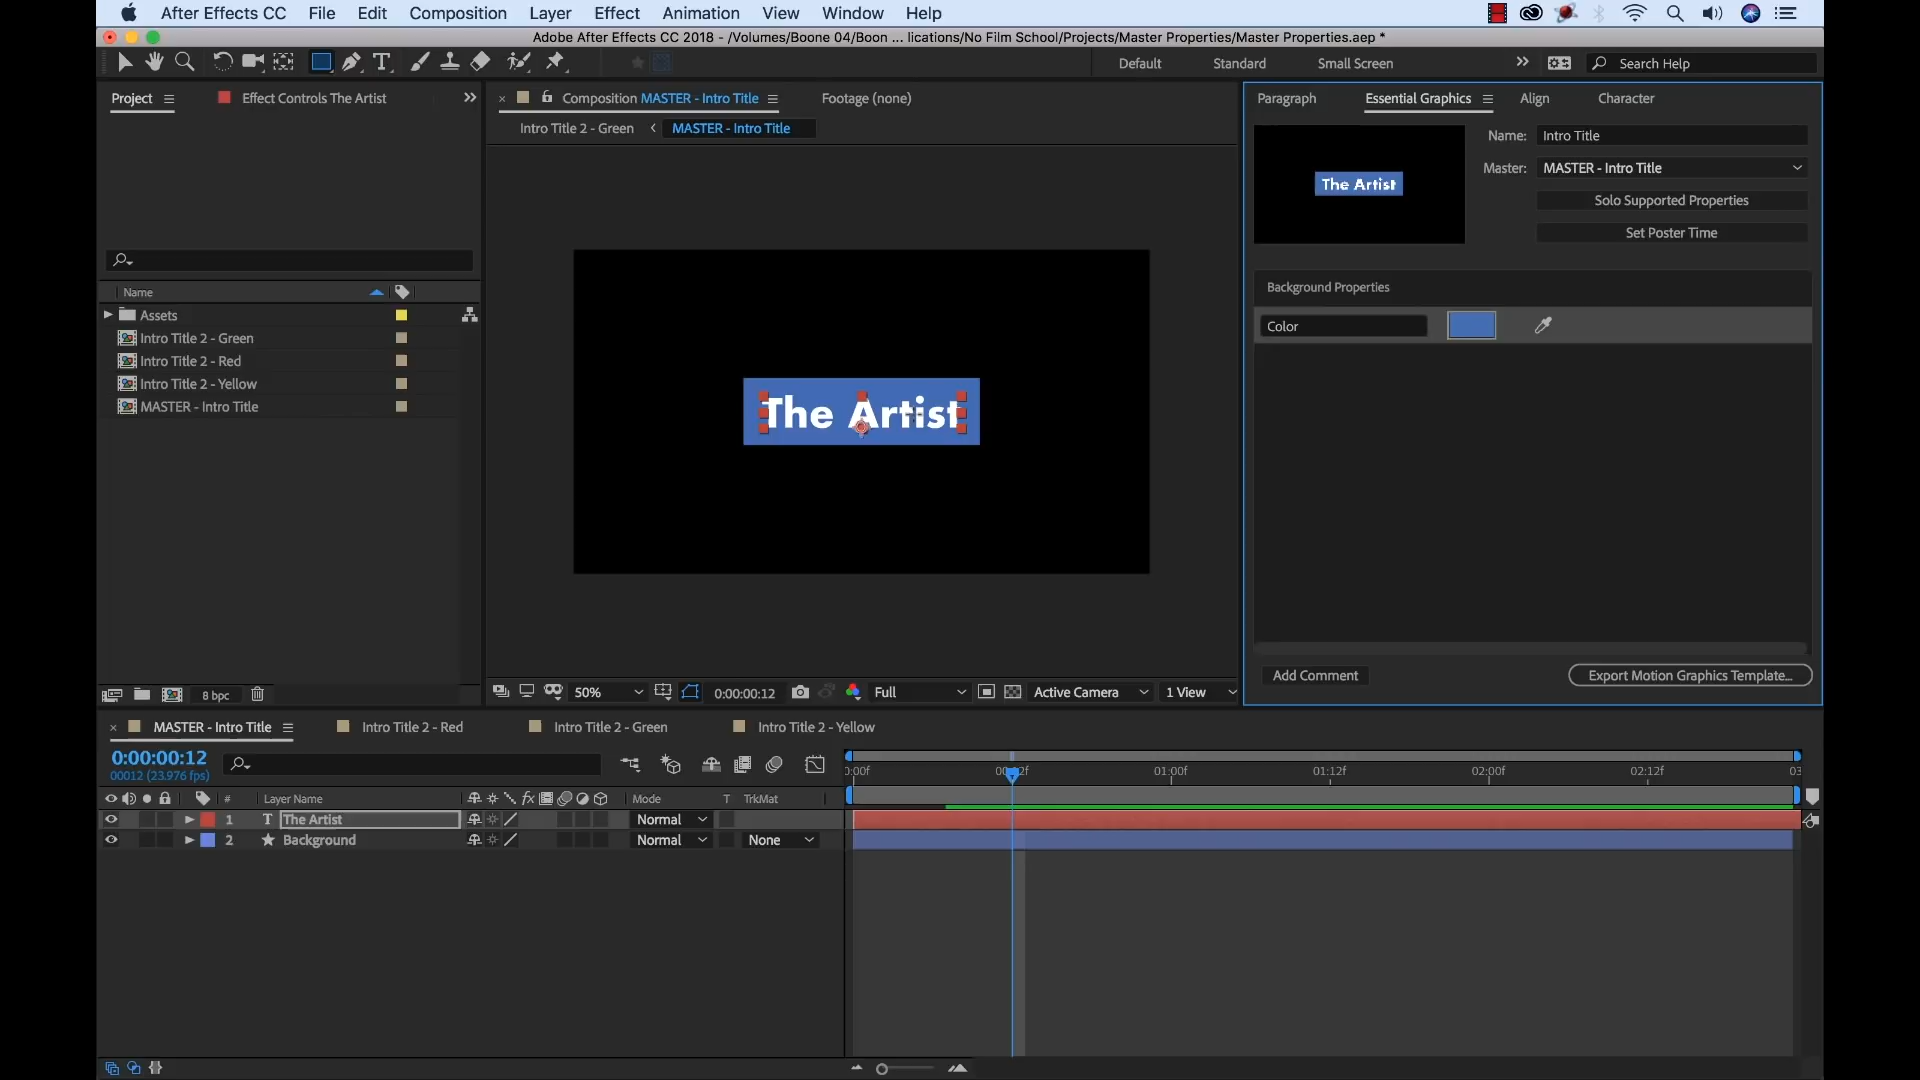 After Effects CC File Edit Composition Layer Effect Animation View Window Help
Adobe After Effects CC 2018 - /Volumes/Boone 04/Boon ... lications/No Film School/Projects/Master Properties/Master Properties.aep *
Default Standard Small Screen Search Help
Project Effect Controls The Artist
Composition MASTER - Intro Title Footage (none)
Intro Title 2 - Green MASTER - Intro Title
Paragraph Essential Graphics Align Character
Name: Intro Title
Master: MASTER - Intro Title
Solo Supported Properties
Set Poster Time
The Artist
Background Properties
Color
Name
Assets
Intro Title 2 - Green
Intro Title 2 - Red
Intro Title 2 - Yellow
MASTER - Intro Title
The Artist
8 bpc
50% 0:00:00:12 Full Active Camera 1 View
Add Comment Export Motion Graphics Template...
MASTER - Intro Title Intro Title 2 - Red Intro Title 2 - Green Intro Title 2 - Yellow
0:00:00:12
00012 (23.976 fps)
01:00f 01:12f 02:00f 02:12f
# Layer Name fx Mode T TrkMat
1 T The Artist Normal
2 Background Normal None